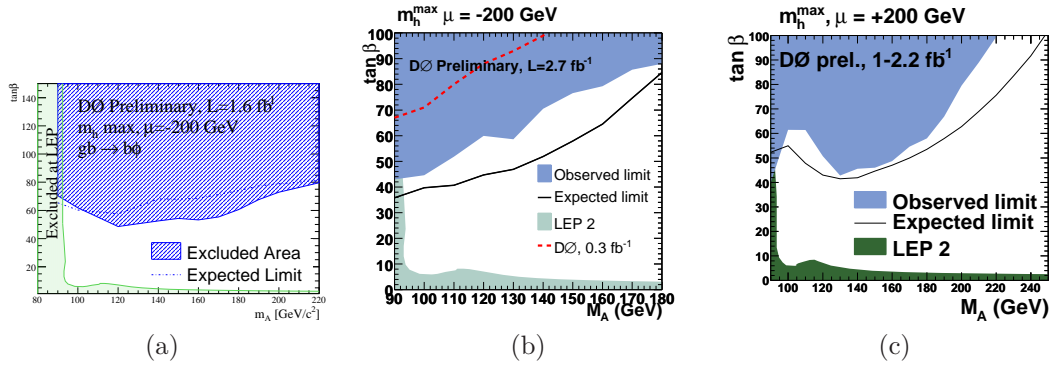 tanβ
140
120
100
80
60
40
20
0
Excluded at LEP
DØ Preliminary, L=1.6 fb⁻¹
m_h max, μ=-200 GeV
gb → bϕ
Excluded Area
Expected Limit
80 100 120 140 160 180 200 220
m_A [GeV/c²]
(a)
m_h^max μ = -200 GeV
tan β
100
90
80
70
60
50
40
30
20
10
0
DØ Preliminary, L=2.7 fb⁻¹
Observed limit
Expected limit
LEP 2
DØ, 0.3 fb⁻¹
90 100 110 120 130 140 150 160 170 180
M_A (GeV)
(b)
m_h^max, μ = +200 GeV
tan β
100
90
80
70
60
50
40
30
20
10
0
DØ prel., 1-2.2 fb⁻¹
Observed limit
Expected limit
LEP 2
100 120 140 160 180 200 220 240
M_A (GeV)
(c)